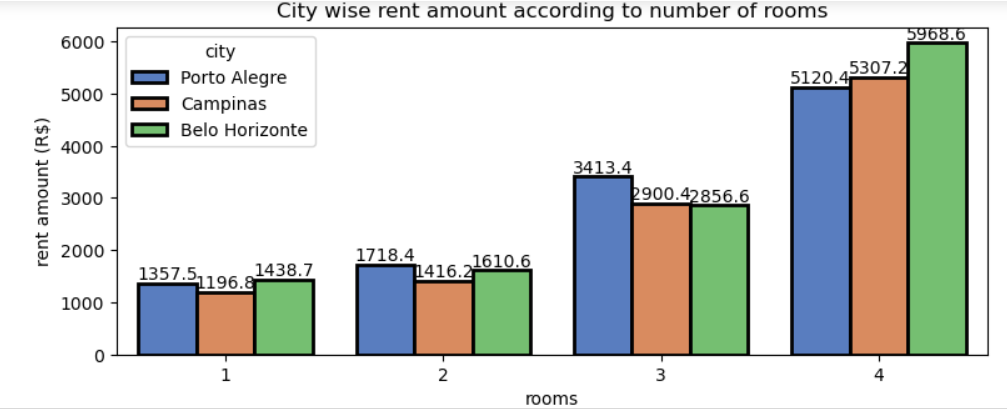 City wise rent amount according to number of rooms
city
Porto Alegre
Campinas
Belo Horizonte
rent amount (R$)
6000
5000
4000
3000
2000
1000
0
1357.5
1196.8
1438.7
1718.4
1416.2
1610.6
3413.4
2900.4
2856.6
5120.4
5307.2
5968.6
1 2 3 4
rooms